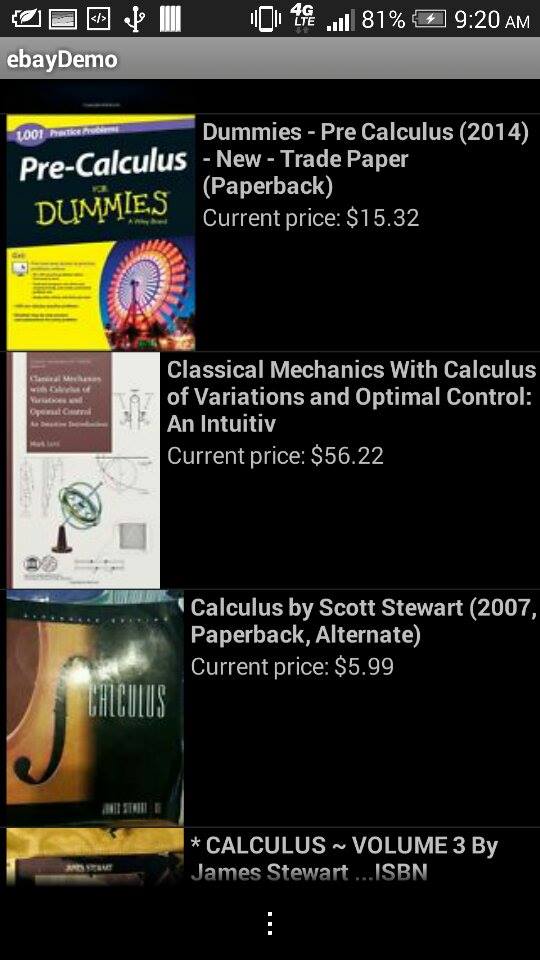 4G
LTE
81%
9:20 AM
ebayDemo
1,001 Practice Problems
Pre-Calculus
FOR
DUMMIES
A Wiley Brand
Dummies - Pre Calculus (2014)
- New - Trade Paper
(Paperback)
Current price: $15.32
Classical Mechanics
with Calculus of
Variations and
Optimal Control
An Intuitive Introduction
Mark Levi
Classical Mechanics With Calculus
of Variations and Optimal Control:
An Intuitiv
Current price: $56.22
CALCULUS
JAMES STEWART
Calculus by Scott Stewart (2007,
Paperback, Alternate)
Current price: $5.99
JAMES STEWART
* CALCULUS ~ VOLUME 3 By
James Stewart ...ISBN